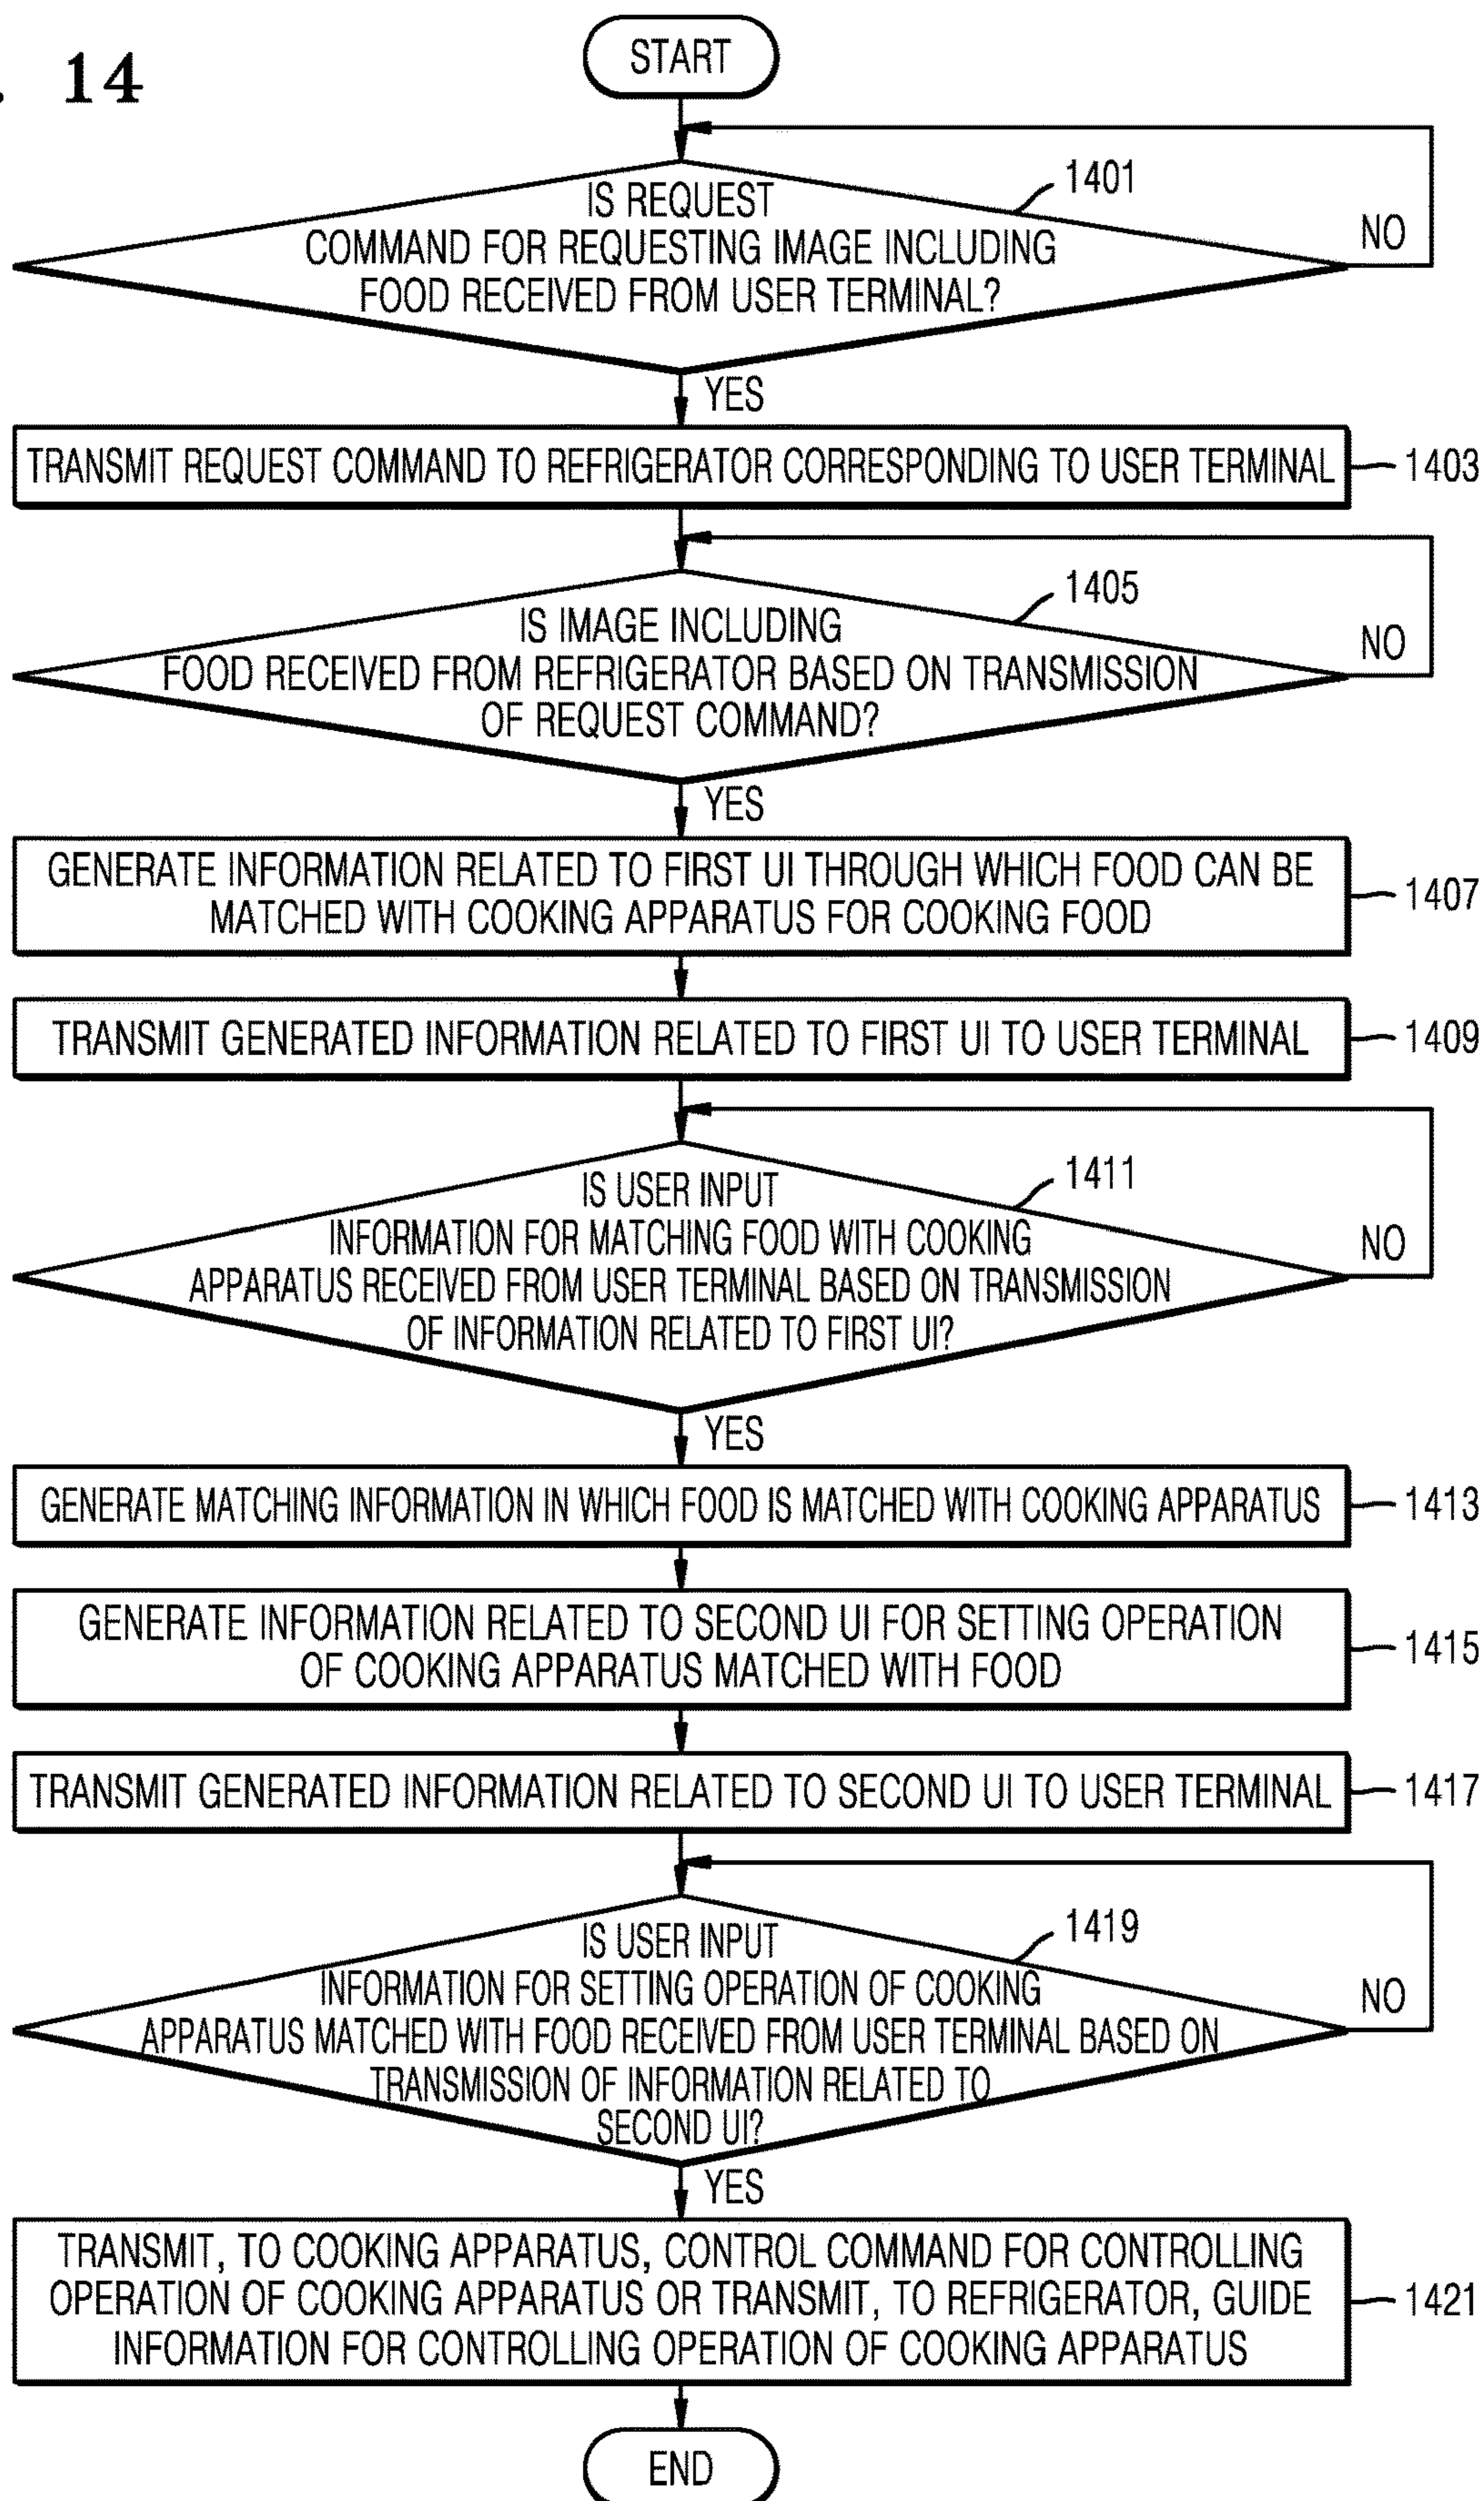 . 14
START
IS REQUEST
COMMAND FOR REQUESTING IMAGE INCLUDING
FOOD RECEIVED FROM USER TERMINAL?
1401
NO
YES
TRANSMIT REQUEST COMMAND TO REFRIGERATOR CORRESPONDING TO USER TERMINAL
1403
IS IMAGE INCLUDING
FOOD RECEIVED FROM REFRIGERATOR BASED ON TRANSMISSION
OF REQUEST COMMAND?
1405
NO
YES
GENERATE INFORMATION RELATED TO FIRST UI THROUGH WHICH FOOD CAN BE
MATCHED WITH COOKING APPARATUS FOR COOKING FOOD
1407
TRANSMIT GENERATED INFORMATION RELATED TO FIRST UI TO USER TERMINAL
1409
IS USER INPUT
INFORMATION FOR MATCHING FOOD WITH COOKING
APPARATUS RECEIVED FROM USER TERMINAL BASED ON TRANSMISSION
OF INFORMATION RELATED TO FIRST UI?
1411
NO
YES
GENERATE MATCHING INFORMATION IN WHICH FOOD IS MATCHED WITH COOKING APPARATUS
1413
GENERATE INFORMATION RELATED TO SECOND UI FOR SETTING OPERATION
OF COOKING APPARATUS MATCHED WITH FOOD
1415
TRANSMIT GENERATED INFORMATION RELATED TO SECOND UI TO USER TERMINAL
1417
IS USER INPUT
INFORMATION FOR SETTING OPERATION OF COOKING
APPARATUS MATCHED WITH FOOD RECEIVED FROM USER TERMINAL BASED ON
TRANSMISSION OF INFORMATION RELATED TO
SECOND UI?
1419
NO
YES
TRANSMIT, TO COOKING APPARATUS, CONTROL COMMAND FOR CONTROLLING
OPERATION OF COOKING APPARATUS OR TRANSMIT, TO REFRIGERATOR, GUIDE
INFORMATION FOR CONTROLLING OPERATION OF COOKING APPARATUS
1421
END